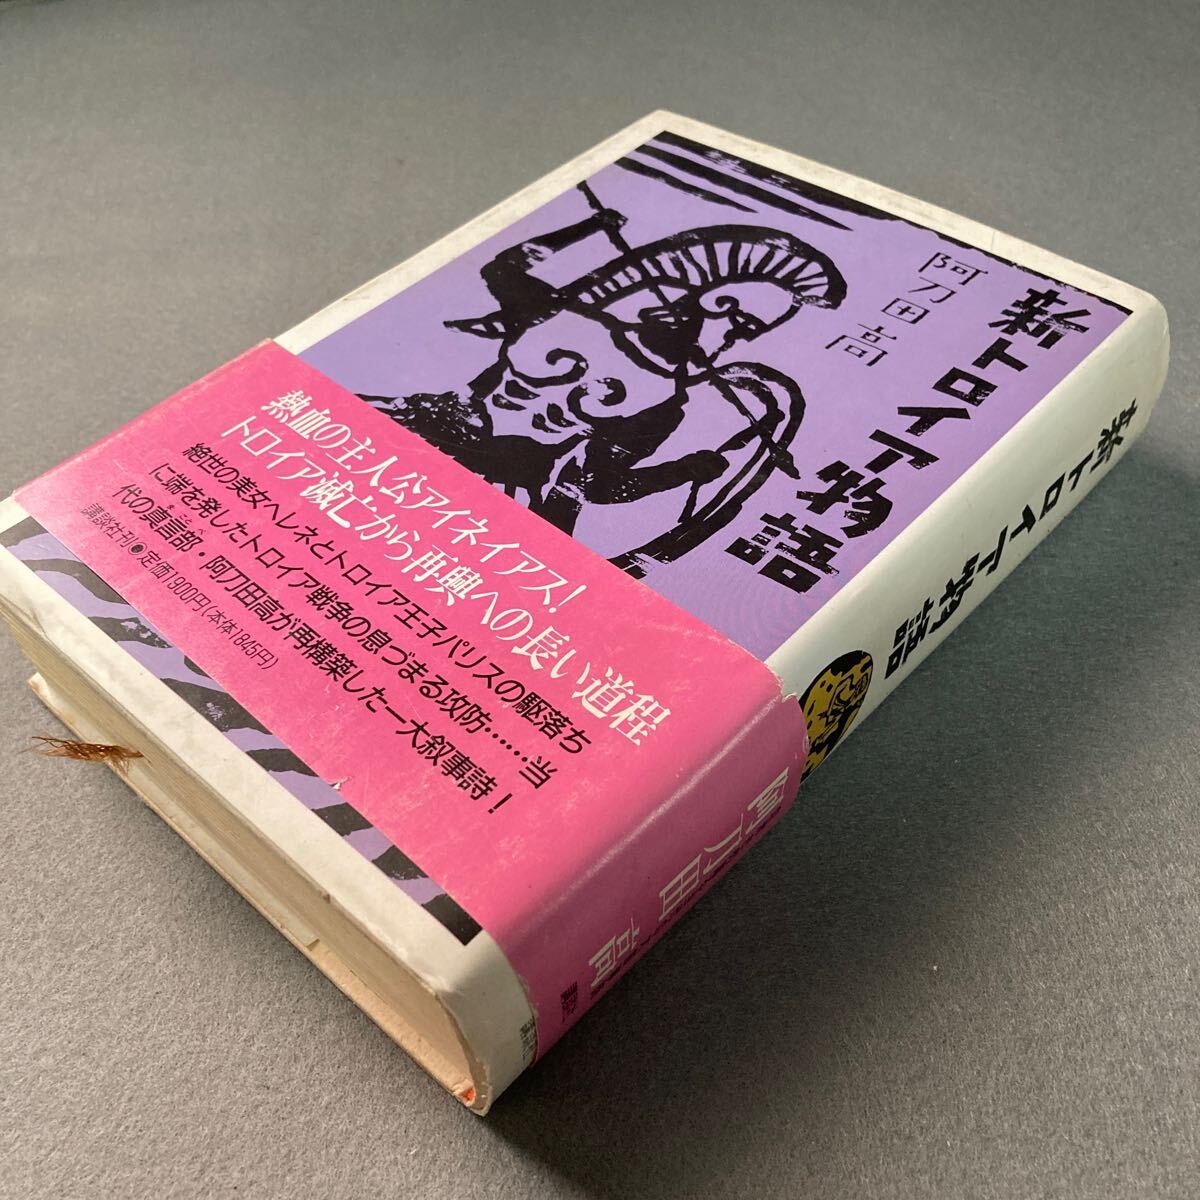 新トロイア物語
阿刀田高
熱血の主人公アイネイアス!
トロイア滅亡から再興への長い道程
絶世の美女ヘレネとトロイア王子パリスの駆落ち
に端を発したトロイア戦争の息づまる攻防……当
代の真言部・阿刀田高が再構築した一大叙事詩!
講談社刊●定価1900円(本体1845円)
新トロイア物語
阿刀田高